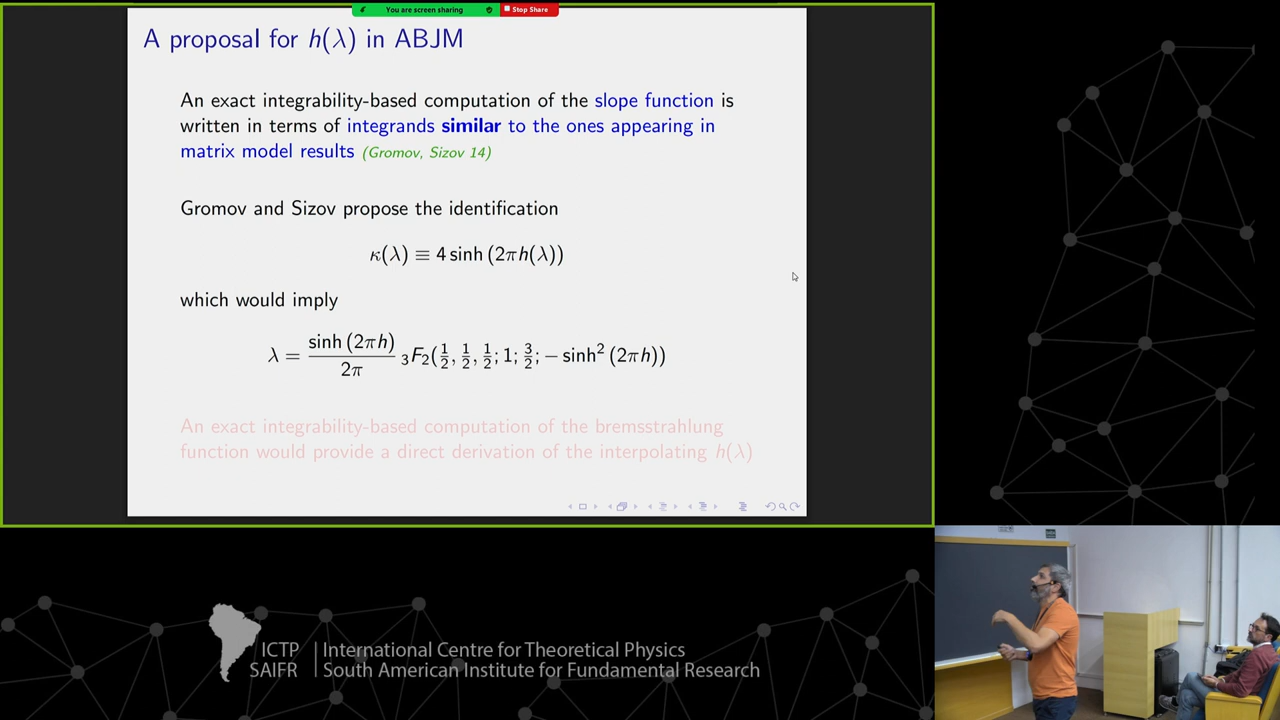 You are screen sharing
Stop Share
A proposal for h(λ) in ABJM
An exact integrability-based computation of the slope function is
written in terms of integrands similar to the ones appearing in
matrix model results (Gromov, Sizov 14)
Gromov and Sizov propose the identification
κ(λ) ≡ 4 sinh (2πh(λ))
which would imply
λ = sinh (2πh) / 2π ₃F₂(1/2, 1/2, 1/2; 1; 3/2; − sinh² (2πh))
An exact integrability-based computation of the bremsstrahlung
function would provide a direct derivation of the interpolating h(λ)
ICTP
SAIFR
International Centre for Theoretical Physics
South American Institute for Fundamental Research